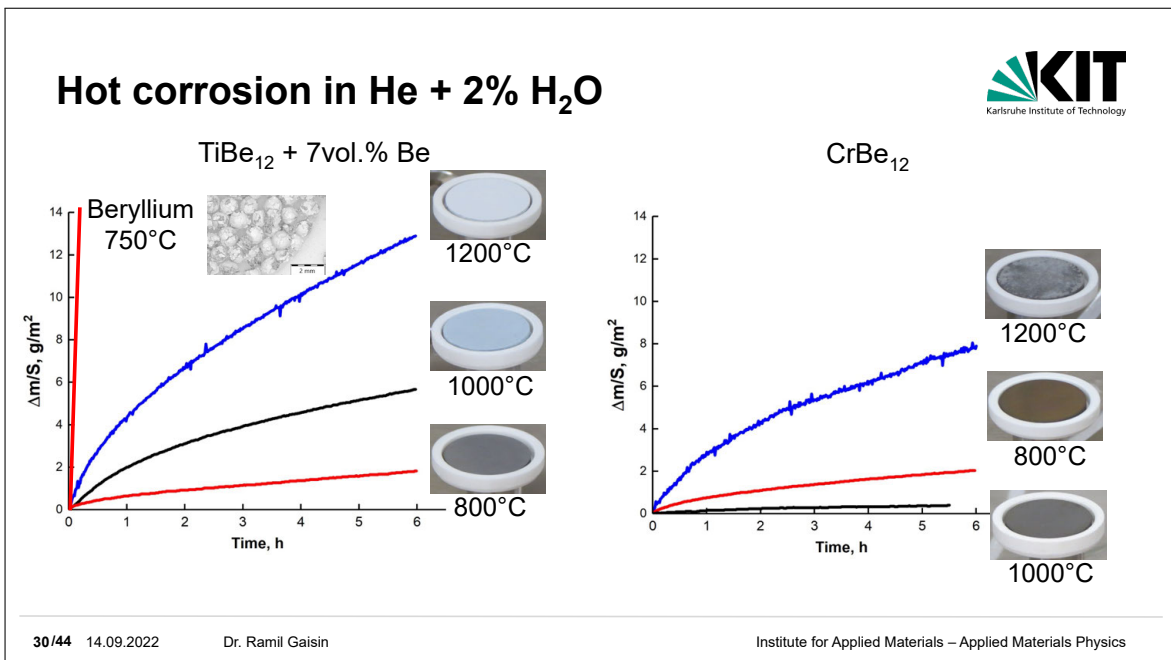 Hot corrosion in He + 2% H₂O
KIT
Karlsruhe Institute of Technology
TiBe₁₂ + 7vol.% Be
Beryllium
750°C
2 mm
14
12
10
8
6
4
2
0
Δm/S, g/m²
0 1 2 3 4 5 6
Time, h
1200°C
1000°C
800°C
CrBe₁₂
14
12
10
8
6
4
2
0
Δm/S, g/m²
0 1 2 3 4 5 6
Time, h
1200°C
800°C
1000°C
30/44 14.09.2022 Dr. Ramil Gaisin Institute for Applied Materials – Applied Materials Physics